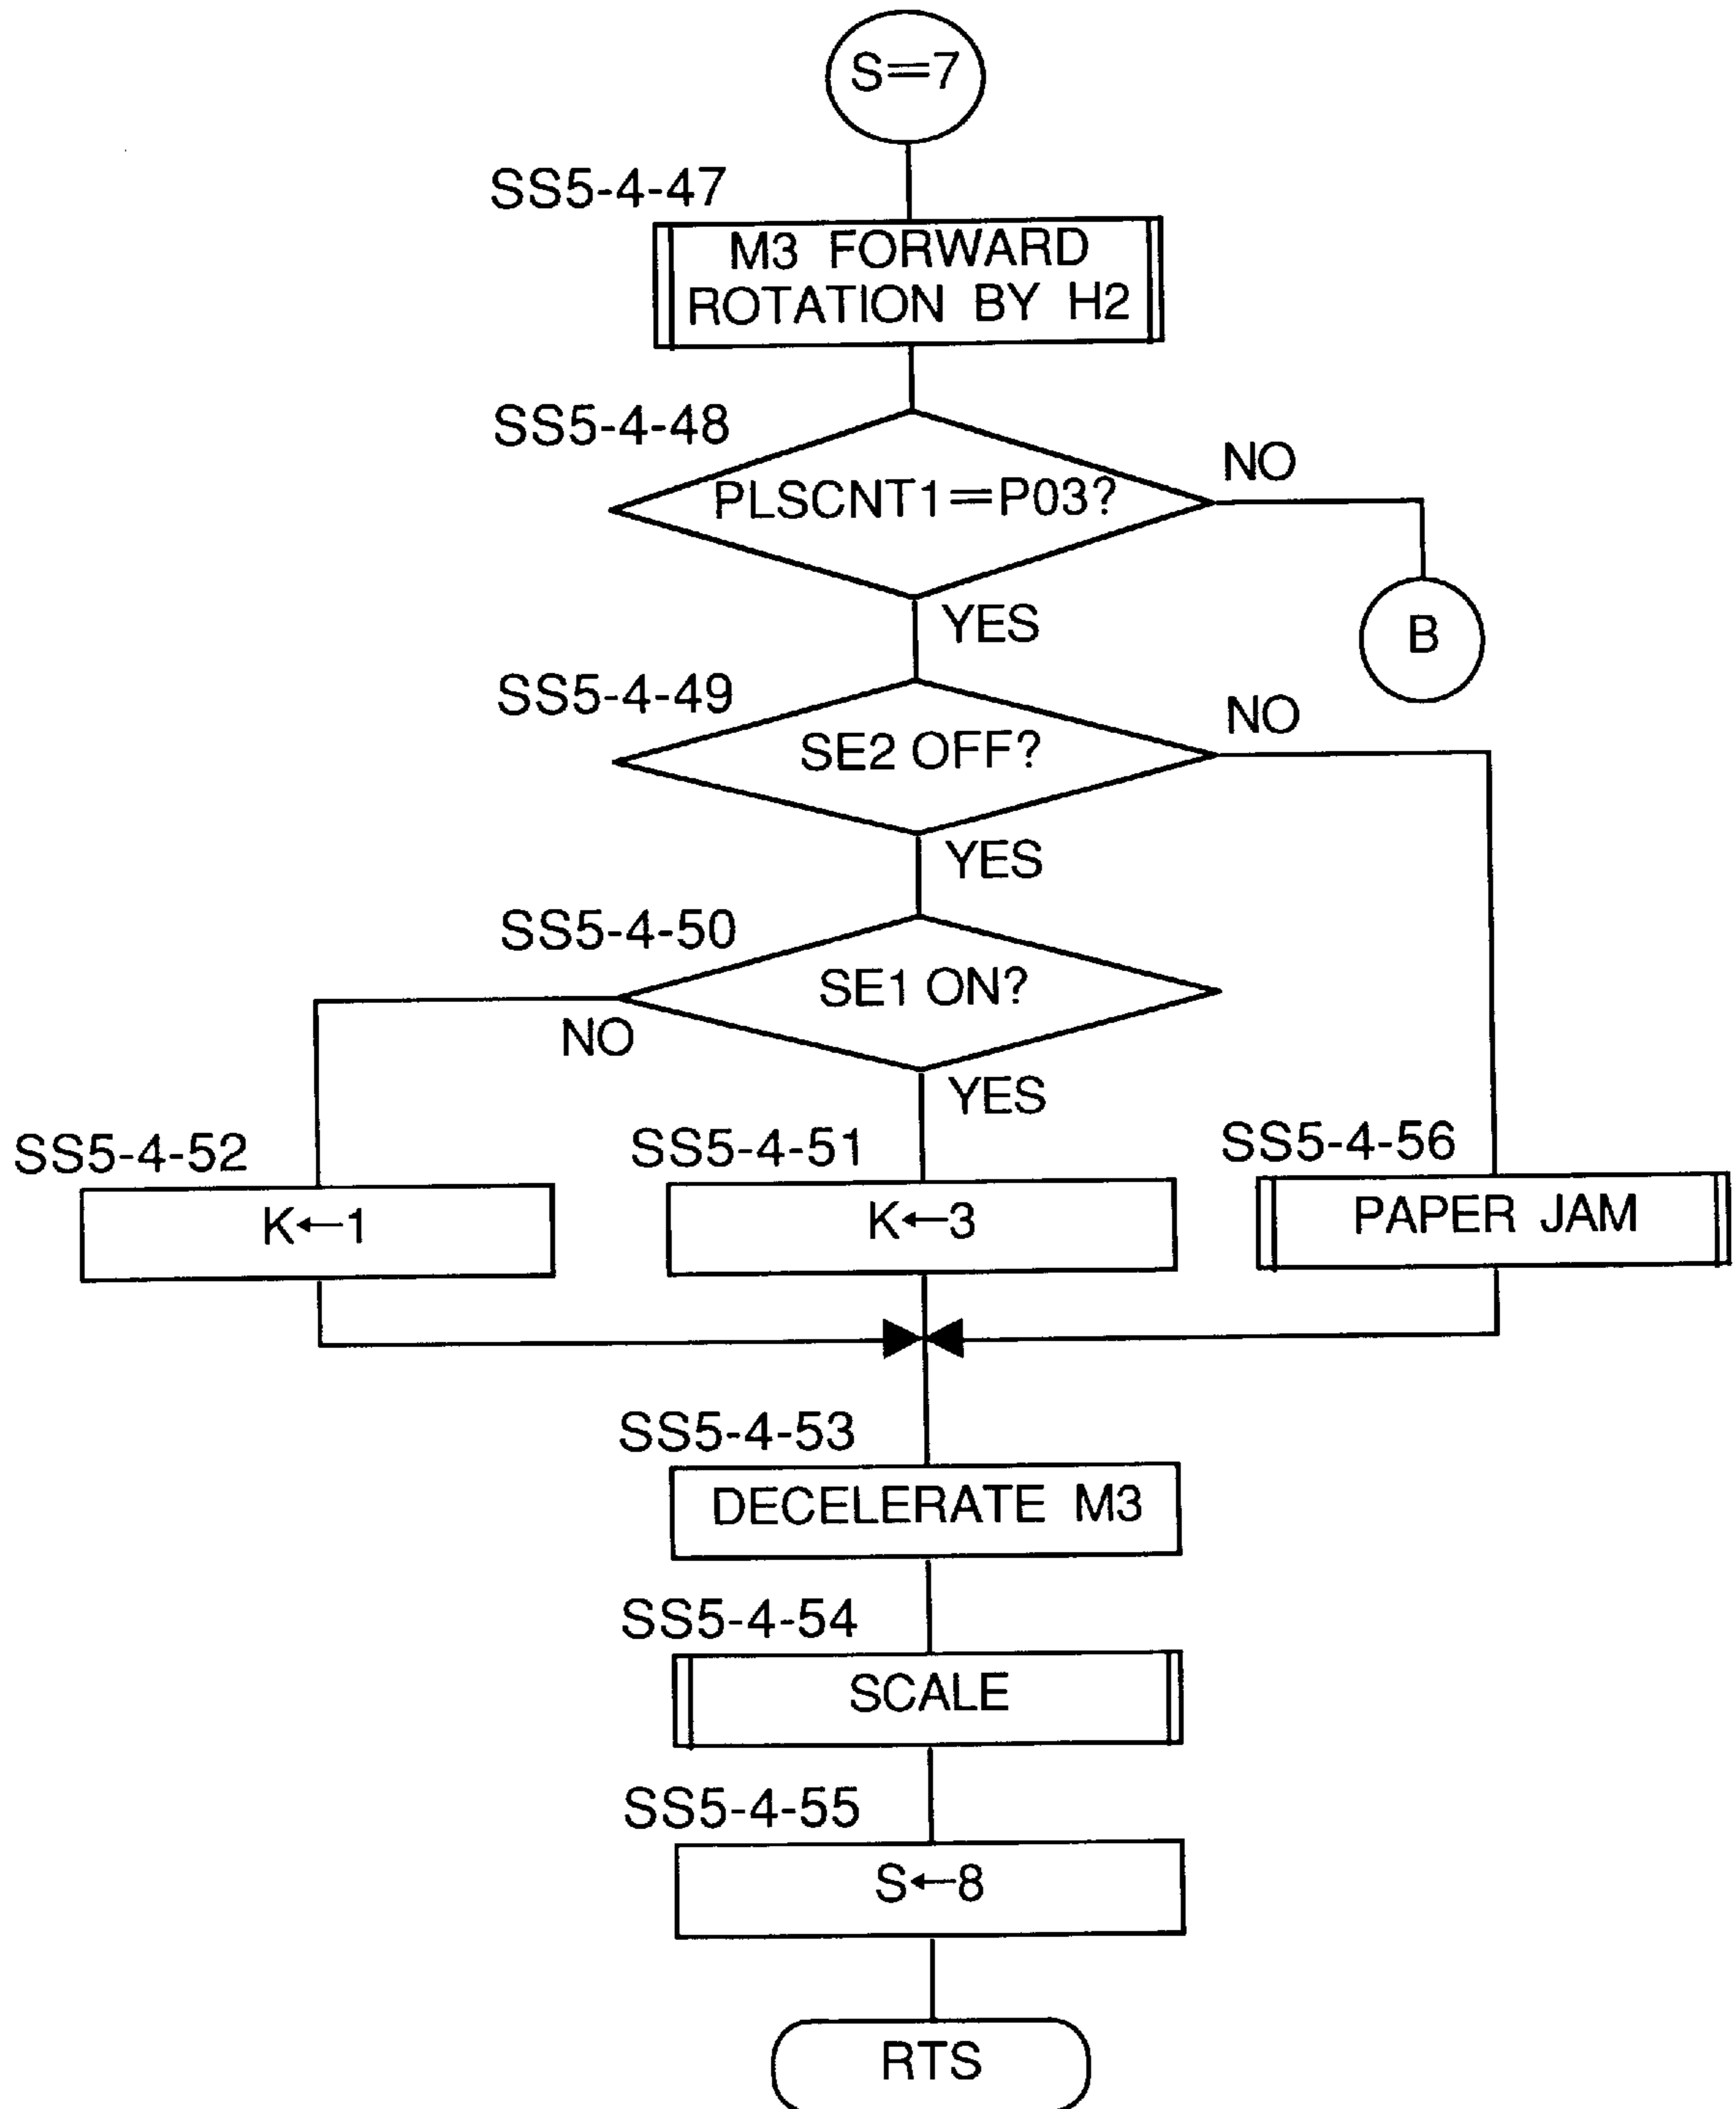 S=7
SS5-4-47
M3 FORWARD
ROTATION BY H2
SS5-4-48
NO
PLSCNT1=P03?
B
YES
SS5-4-49
NO
SE2 OFF?
YES
SS5-4-50
SE1 ON?
NO
YES
SS5-4-52
SS5-4-51
SS5-4-56
K←1
K←3
PAPER JAM
SS5-4-53
DECELERATE M3
SS5-4-54
SCALE
SS5-4-55
S←8
RTS